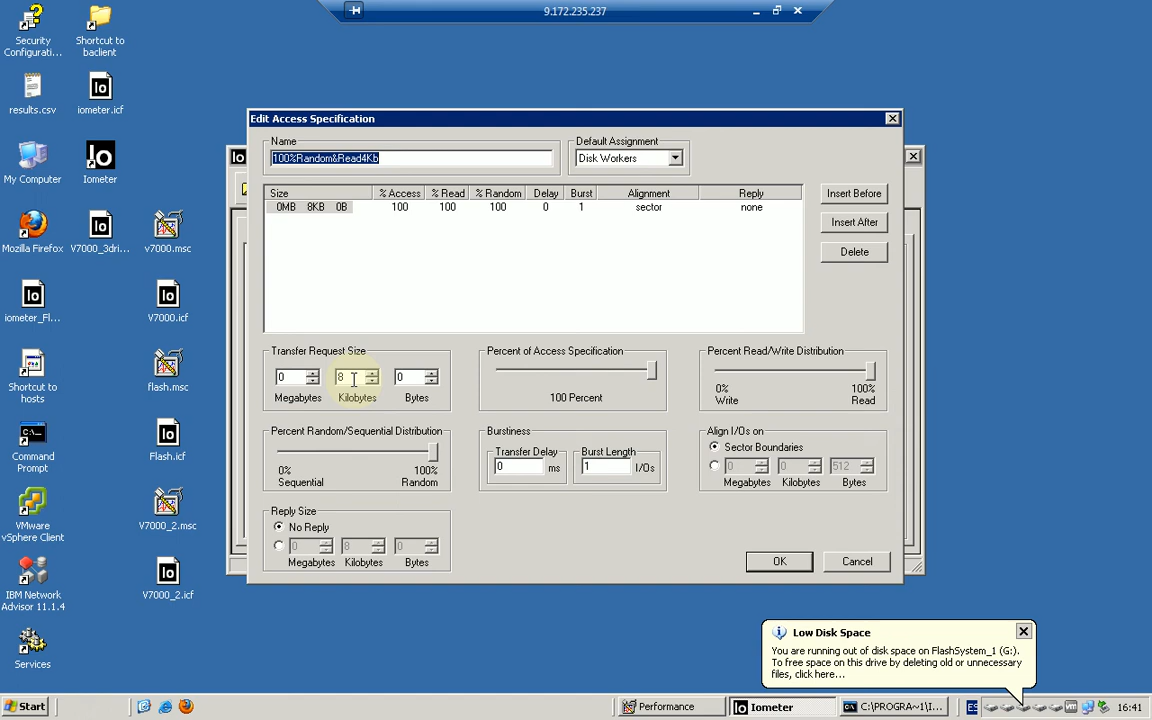 9.172.235.237
Security
Configurati...
Shortcut to
baclient
results.csv
iometer.icf
My Computer
Iometer
Mozilla Firefox
V7000_3dri...
v7000.msc
iometer_Fl...
V7000.icf
Shortcut to
hosts
flash.msc
Command
Prompt
Flash.icf
VMware
vSphere Client
V7000_2.msc
IBM Network
Advisor 11.1.4
V7000_2.icf
Services
Edit Access Specification
Name
100%Random&Read4Kb
Default Assignment
Disk Workers
Size % Access % Read % Random Delay Burst Alignment Reply
0MB 8KB 0B 100 100 100 0 1 sector none
Insert Before
Insert After
Delete
Transfer Request Size
0 8 0
Megabytes Kilobytes Bytes
Percent of Access Specification
100 Percent
Percent Read/Write Distribution
0% 100%
Write Read
Percent Random/Sequential Distribution
0% 100%
Sequential Random
Burstiness
Transfer Delay
0 ms
Burst Length
1 I/Os
Align I/Os on
Sector Boundaries
0 0 512
Megabytes Kilobytes Bytes
Reply Size
No Reply
0 8 0
Megabytes Kilobytes Bytes
OK
Cancel
Low Disk Space
You are running out of disk space on FlashSystem_1 (G:).
To free space on this drive by deleting old or unnecessary
files, click here...
Start
Performance
Iometer
C:\PROGRA~1\I...
ES
16:41